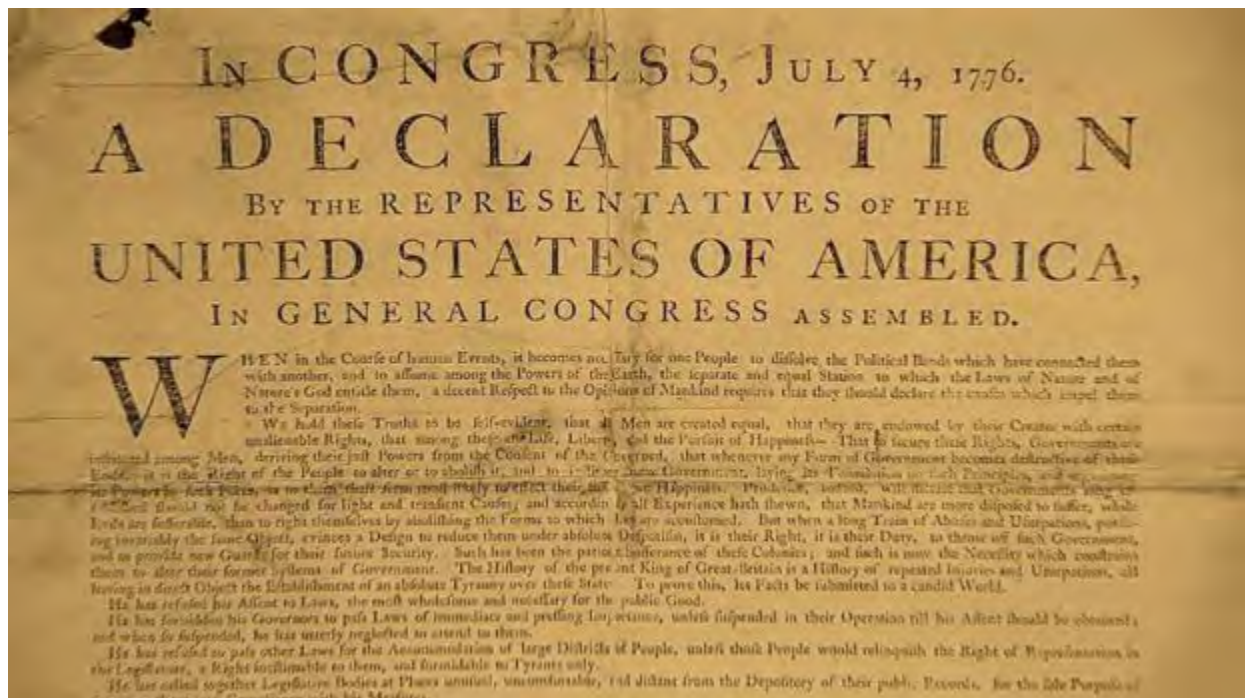 IN CONGRESS, JULY 4, 1776.
A DECLARATION
BY THE REPRESENTATIVES OF THE
UNITED STATES OF AMERICA,
IN GENERAL CONGRESS ASSEMBLED.
WHEN in the Courſe of human Events, it becomes neceſſary for one People to diſſolve the Political Bands which have connected them
with another, and to aſſume among the Powers of the Earth, the ſeparate and equal Station to which the Laws of Nature and of
Nature's God entitle them, a decent Reſpect to the Opinions of Mankind requires that they ſhould declare the cauſes which impel them
to the Separation.
We hold theſe Truths to be ſelf-evident, that all Men are created equal, that they are endowed by their Creator with certain
unalienable Rights, that among theſe are Life, Liberty, and the Purſuit of Happineſs—That to ſecure theſe Rights, Governments are
inſtituted among Men, deriving their juſt Powers from the Conſent of the Governed, that whenever any Form of Government becomes deſtructive of theſe
Ends, it is the Right of the People to alter or to aboliſh it, and to inſtitute new Government, laying its Foundation on ſuch Principles, and organizing
its Powers in ſuch Form, as to them ſhall ſeem moſt likely to effect their Happineſs. Prudence, indeed, will dictate that Governments long
eſtabliſhed ſhould not be changed for light and tranſient Cauſes; and all Experience hath ſhewn, that Mankind are more diſpoſed to ſuffer, while
Evils are ſufferable, than to right themſelves by aboliſhing the Forms to which they are accuſtomed. But when a long Train of Abuſes and Uſurpations, purſu-
ing invariably the ſame Object, evinces a Deſign to reduce them under abſolute Deſpotiſm, it is their Right, it is their Duty, to throw off ſuch Government,
and to provide new Guards for their future Security. Such has been the patient Sufferance of theſe Colonies; and ſuch is now the Neceſſity which conſtrains
them to alter their former Syſtems of Government. The Hiſtory of the preſent King of Great-Britain is a Hiſtory of repeated Injuries and Uſurpations, all
having in direct Object the Eſtabliſhment of an abſolute Tyranny over theſe States. To prove this, let Facts be ſubmitted to a candid World.
He has refuſed his Aſſent to Laws, the moſt wholeſome and neceſſary for the public Good.
He has forbidden his Governors to paſs Laws of immediate and preſſing Importance, unleſs ſuſpended in their Operation till his Aſſent ſhould be obtained;
and when ſo ſuſpended, he has utterly neglected to attend to them.
He has refuſed to paſs other Laws for the Accommodation of large Diſtricts of People, unleſs thoſe People would relinquiſh the Right of Repreſentation in
the Legiſlature, a Right ineſtimable to them, and formidable to Tyrants only.
He has called together Legiſlative Bodies at Places unuſual, uncomfortable, and diſtant from the Depoſitory of their public Records, for the ſole Purpoſe of